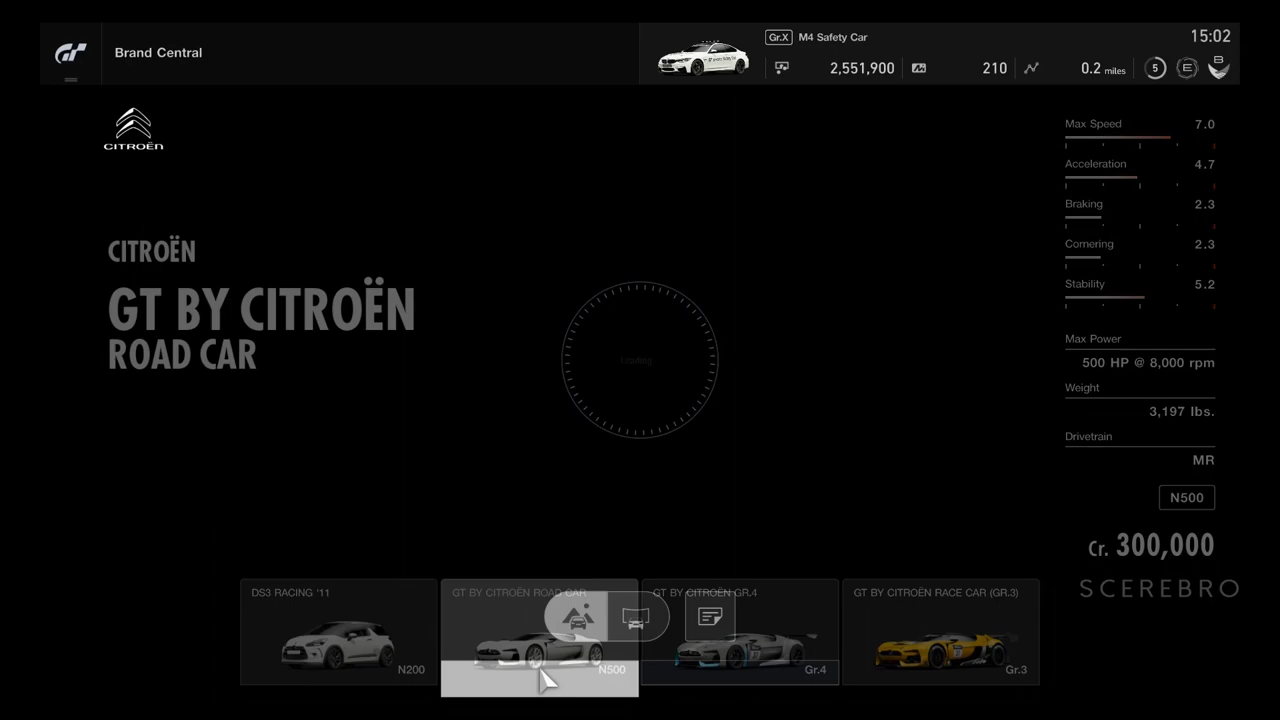 Brand Central
Gr.X M4 Safety Car
15:02
2,551,900
210
0.2 miles
5
E
B
CITROËN
Max Speed 7.0
Acceleration 4.7
Braking 2.3
Cornering 2.3
Stability 5.2
CITROËN
GT BY CITROËN
ROAD CAR
Loading
Max Power
500 HP @ 8,000 rpm
Weight
3,197 lbs.
Drivetrain
MR
N500
Cr. 300,000
SCEREBRO
DS3 RACING '11
N200
GT BY CITROËN ROAD CAR
N500
GT BY CITROËN GR.4
Gr.4
GT BY CITROËN RACE CAR (GR.3)
Gr.3